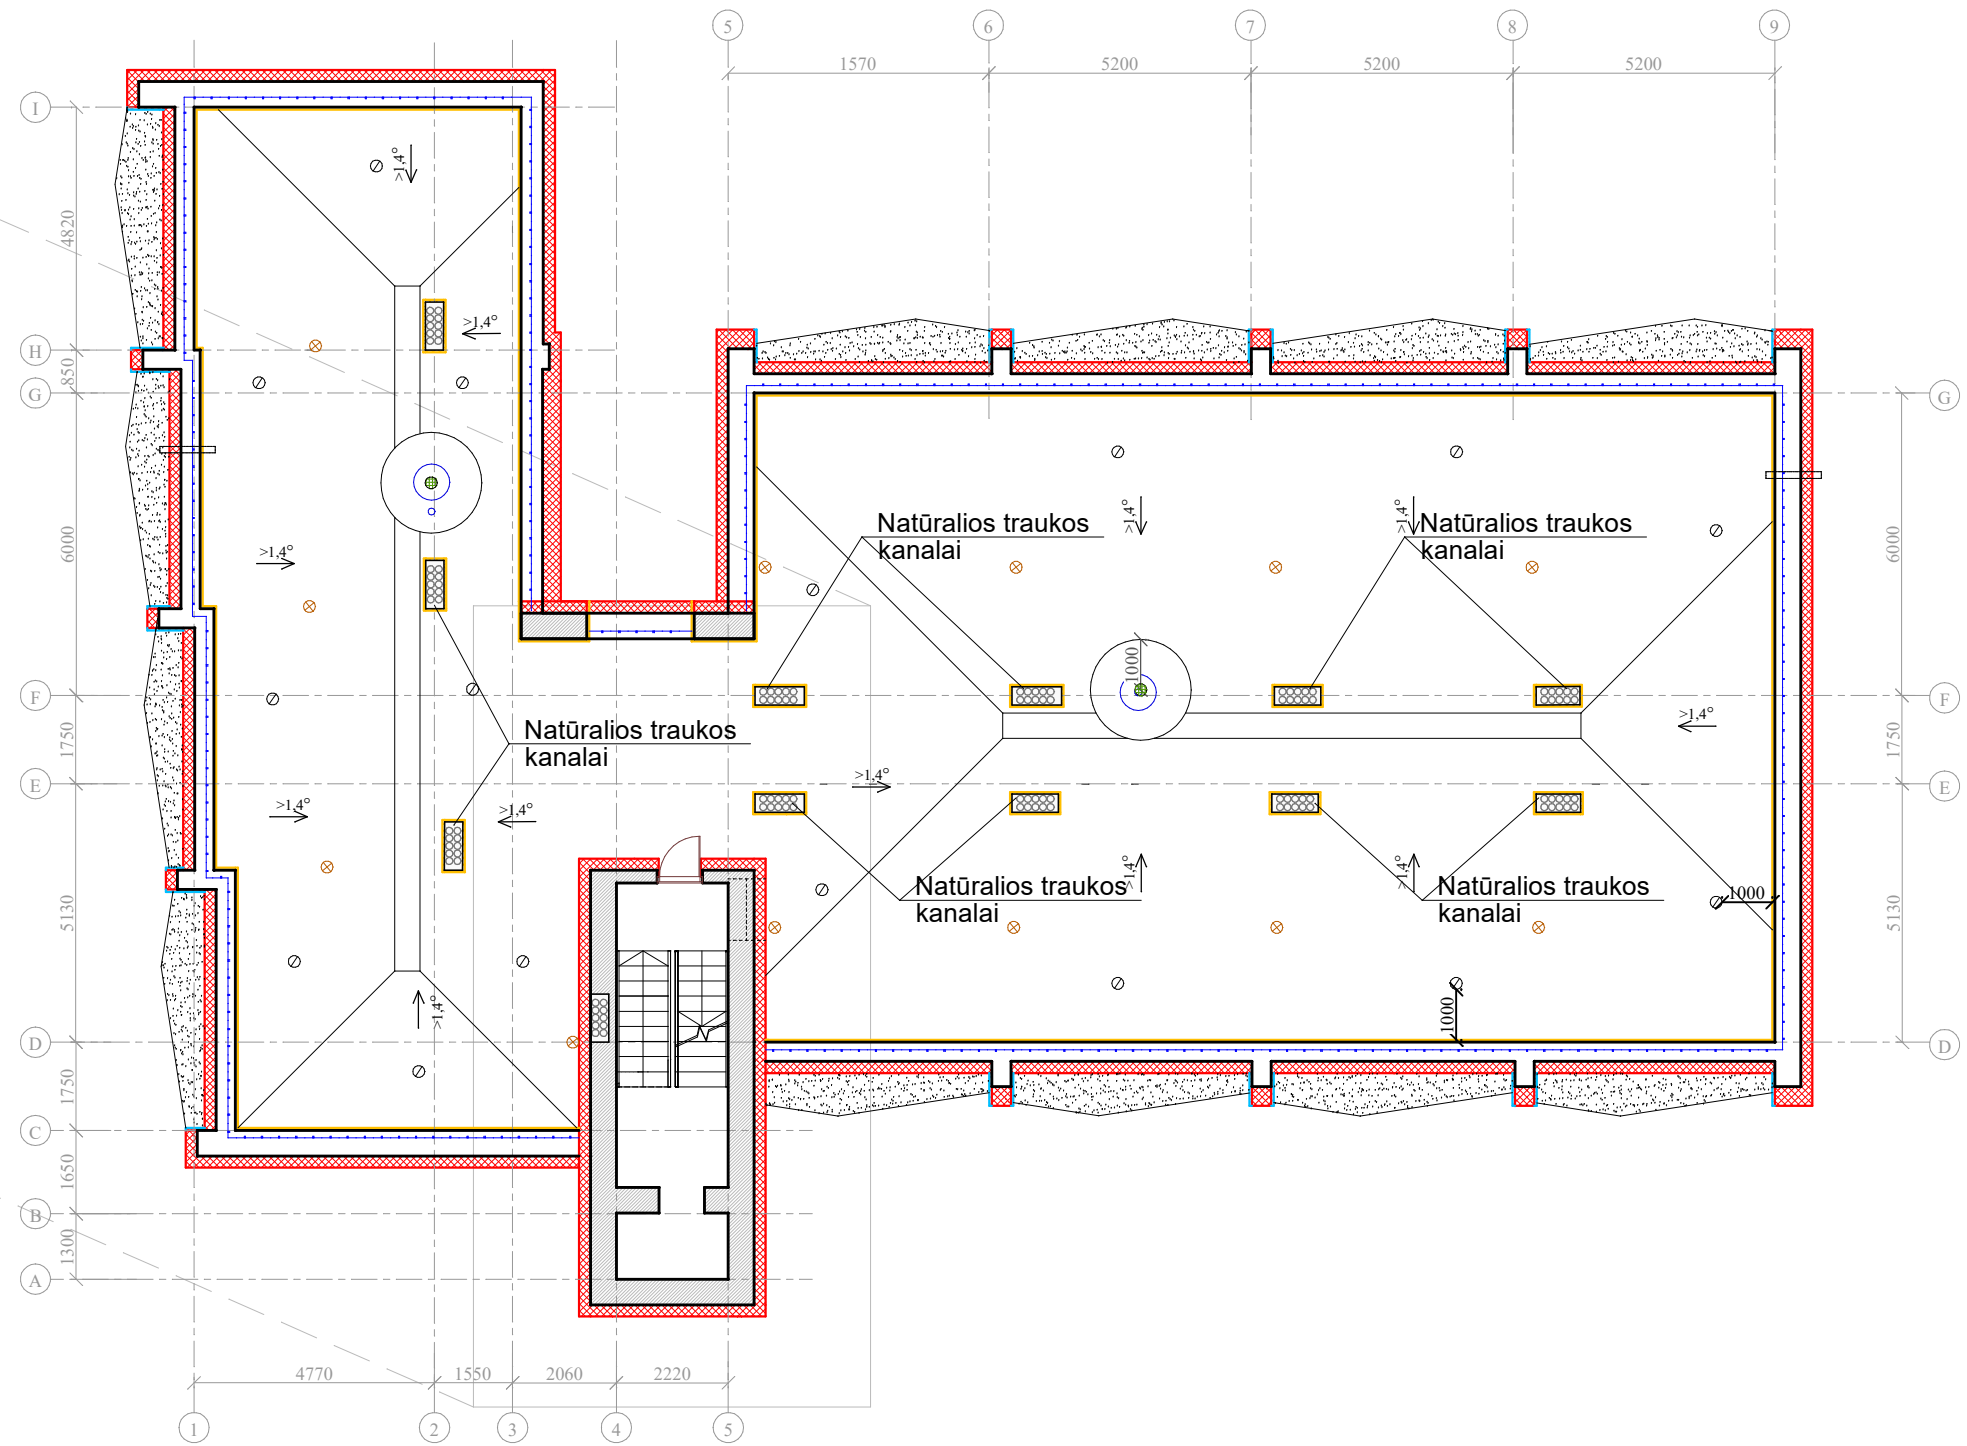 5
6
7
8
9
1570
5200
5200
5200
I
>1,4°
4820
>1,4°
H
850
G
G
6000
6000
>1,4°
Natūralios traukos
kanalai
>1,4°
>1,4°
Natūralios traukos
kanalai
>1,4°
1000
F
F
>1,4°
Natūralios traukos
kanalai
1750
1750
E
E
>1,4°
>1,4°
>1,4°
>1,4°
Natūralios traukos
kanalai
>1,4°
Natūralios traukos
kanalai
1000
5130
5130
>1,4°
1000
D
D
1750
C
1650
B
1300
A
4770
1550
2060
2220
1
2
3
4
5